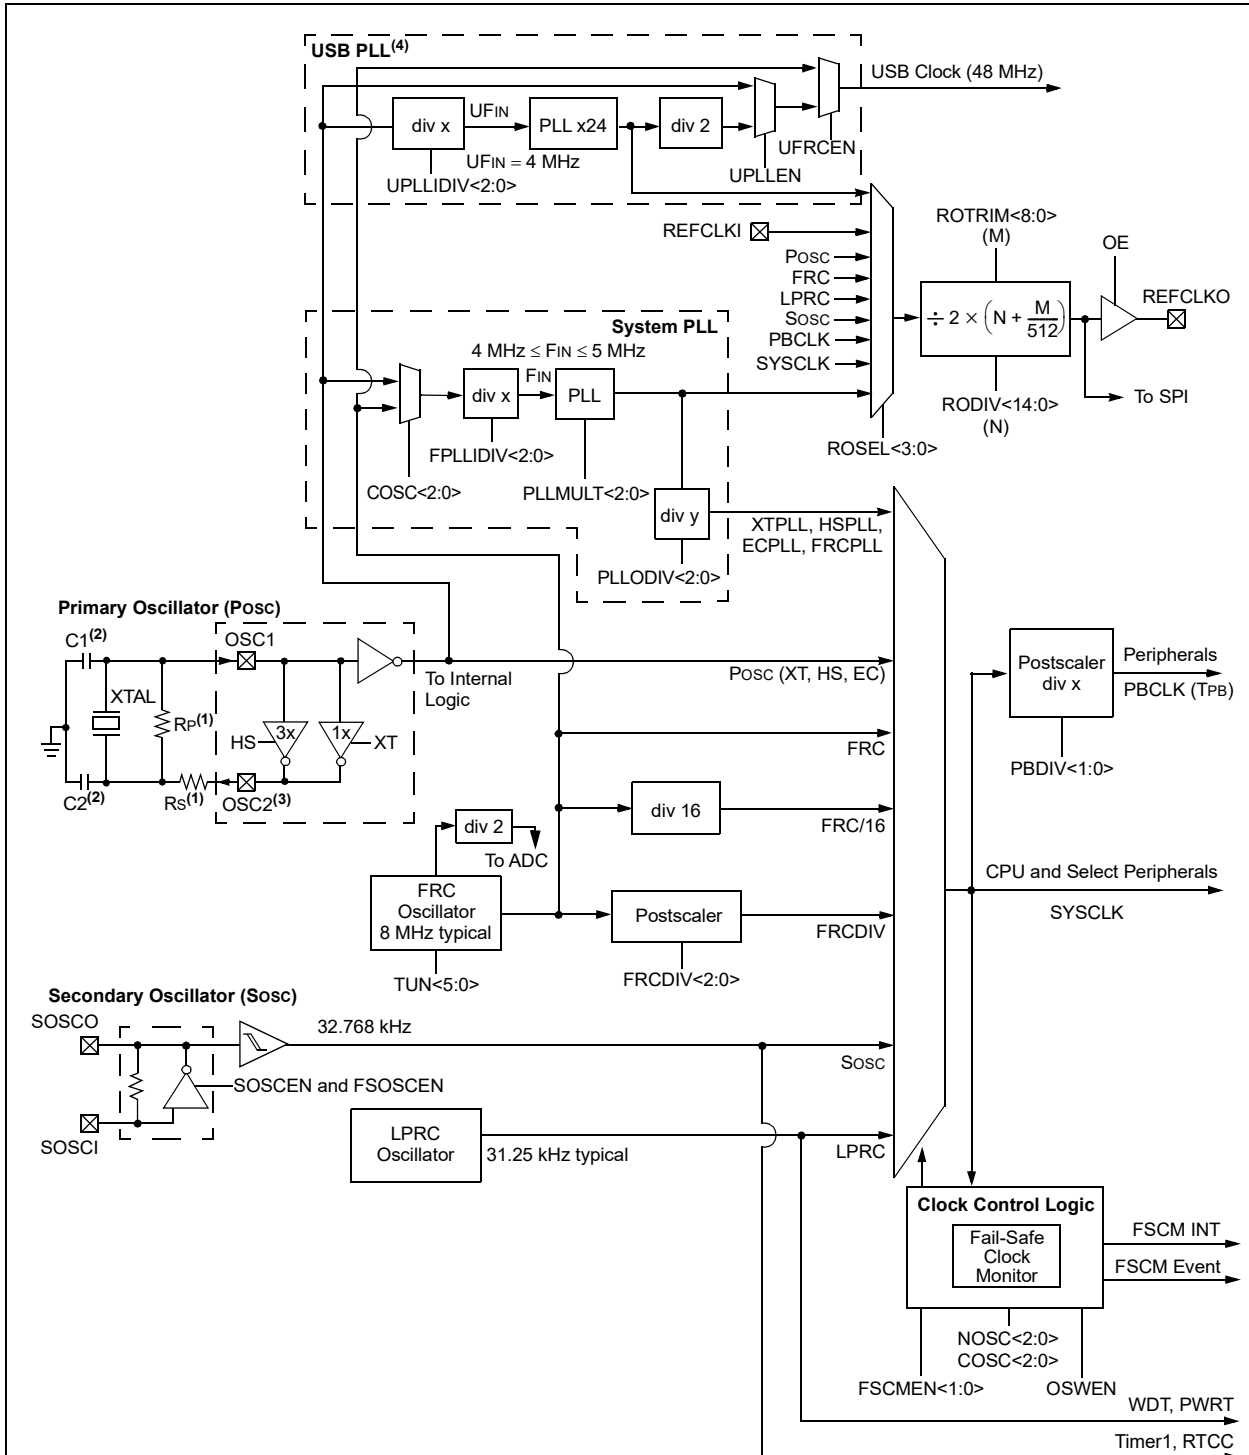 USB PLL(4)
USB Clock (48 MHz)
div x
UFIN
PLL x24
div 2
UFRCEN
UFIN = 4 MHz
UPLLIDIV<2:0>
UPLLEN
REFCLKI
POSC
FRC
LPRC
SOSC
PBCLK
SYSCLK
ROTRIM<8:0>
(M)
OE
REFCLKO
÷ 2 × (N + M/512)
To SPI
RODIV<14:0>
(N)
ROSEL<3:0>
System PLL
4 MHz ≤ FIN ≤ 5 MHz
FIN
div x
PLL
FPLLIDIV<2:0>
COSC<2:0>
PLLMULT<2:0>
div y
XTPLL, HSPLL,
ECPLL, FRCPLL
PLLODIV<2:0>
Primary Oscillator (POSC)
C1(2)
OSC1
XTAL
RP(1)
3x
1x
HS
XT
C2(2)
RS(1)
OSC2(3)
To Internal
Logic
POSC (XT, HS, EC)
Postscaler
div x
Peripherals
PBCLK (TPB)
PBDIV<1:0>
FRC
div 16
FRC/16
div 2
To ADC
FRC
Oscillator
8 MHz typical
TUN<5:0>
Postscaler
FRCDIV
FRCDIV<2:0>
CPU and Select Peripherals
SYSCLK
Secondary Oscillator (SOSC)
SOSCO
32.768 kHz
SOSC
SOSCEN and FSOSCEN
SOSCI
LPRC
Oscillator
31.25 kHz typical
LPRC
Clock Control Logic
Fail-Safe
Clock
Monitor
FSCM INT
FSCM Event
NOSC<2:0>
COSC<2:0>
FSCMEN<1:0>
OSWEN
WDT, PWRT
Timer1, RTCC